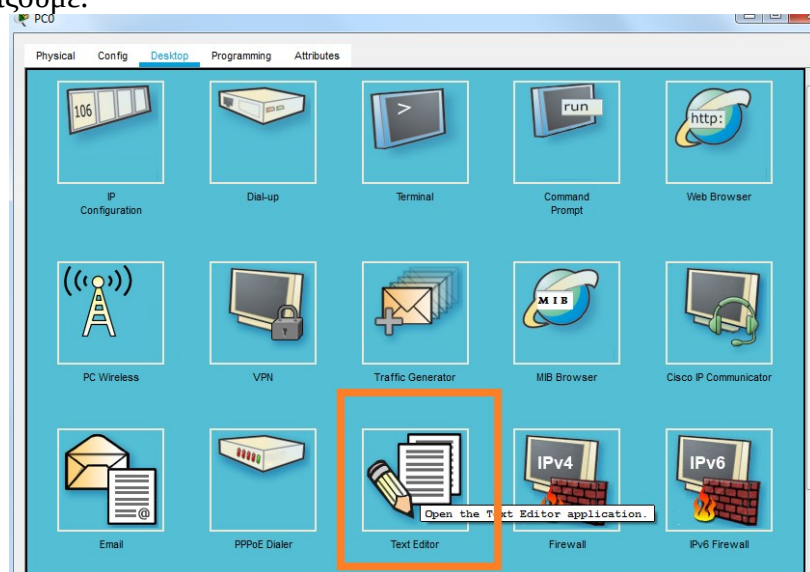 ιζουμε.
PC0
Physical Config Desktop Programming Attributes
106
>
run
http:
IP
Configuration
Dial-up
Terminal
Command
Prompt
Web Browser
MIB
PC Wireless
VPN
Traffic Generator
MIB Browser
Cisco IP Communicator
@
IPv4
IPv6
Open the Text Editor application.
Email
PPPoE Dialer
Text Editor
Firewall
IPv6 Firewall